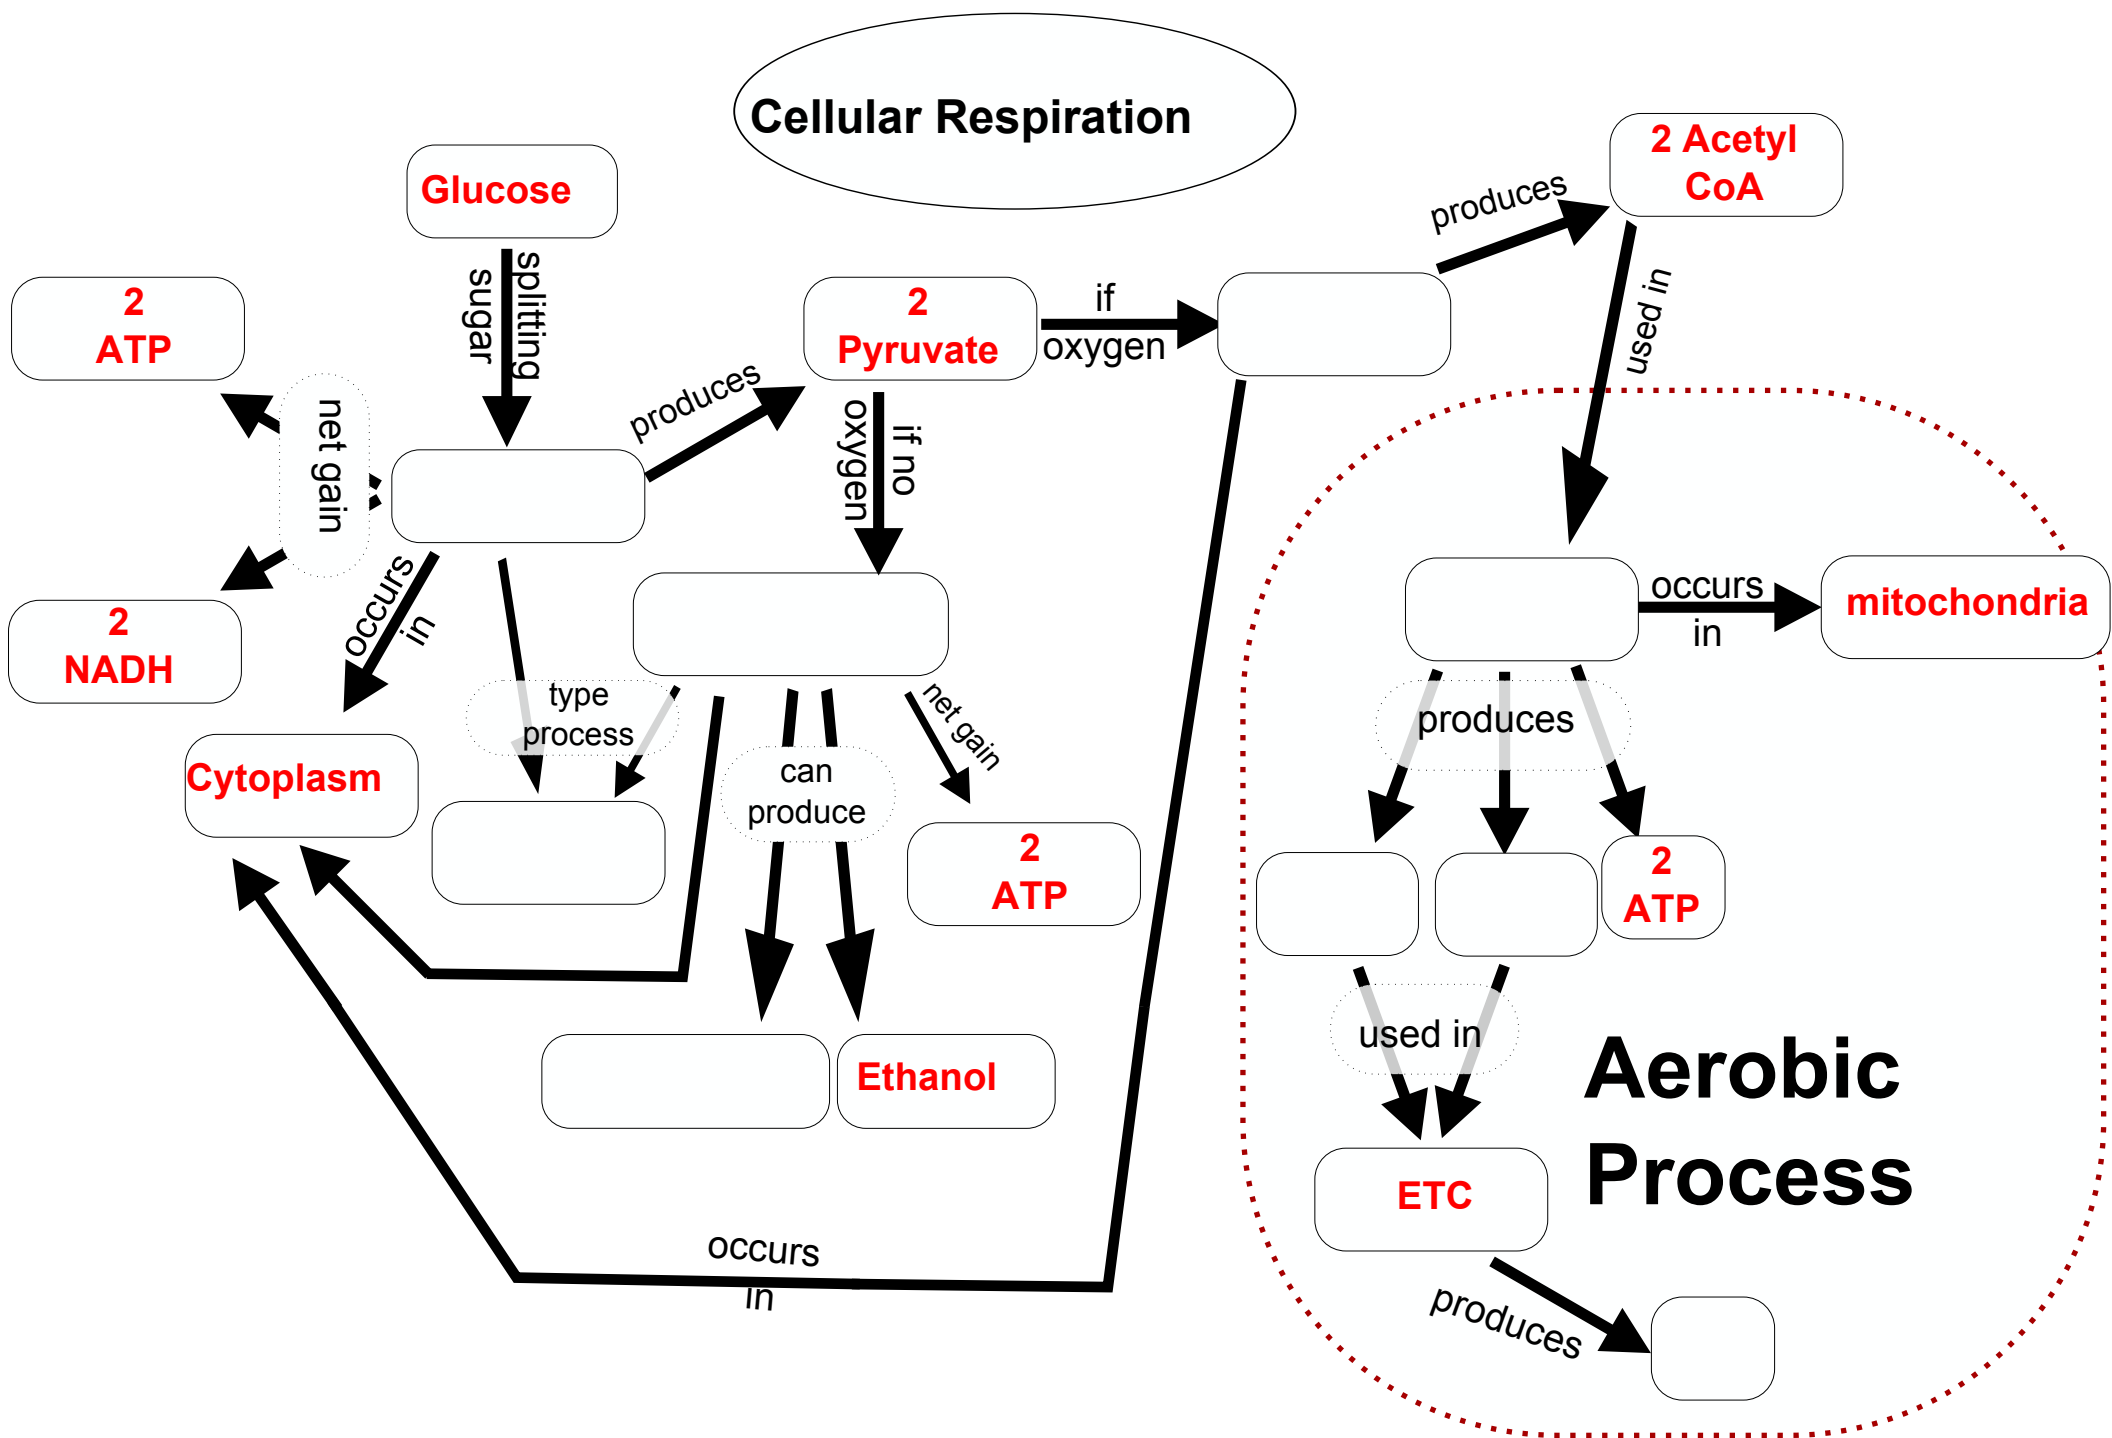 Cellular Respiration
2 Acetyl
CoA
Glucose
produces
splitting
sugar
2
ATP
2
Pyruvate
if
oxygen
used in
produces
net gain
if no
oxygen
occurs
in
occurs
in
mitochondria
2
NADH
type
process
net gain
produces
Cytoplasm
can
produce
2
ATP
2
ATP
used in
Aerobic
Process
Ethanol
ETC
occurs
in
produces